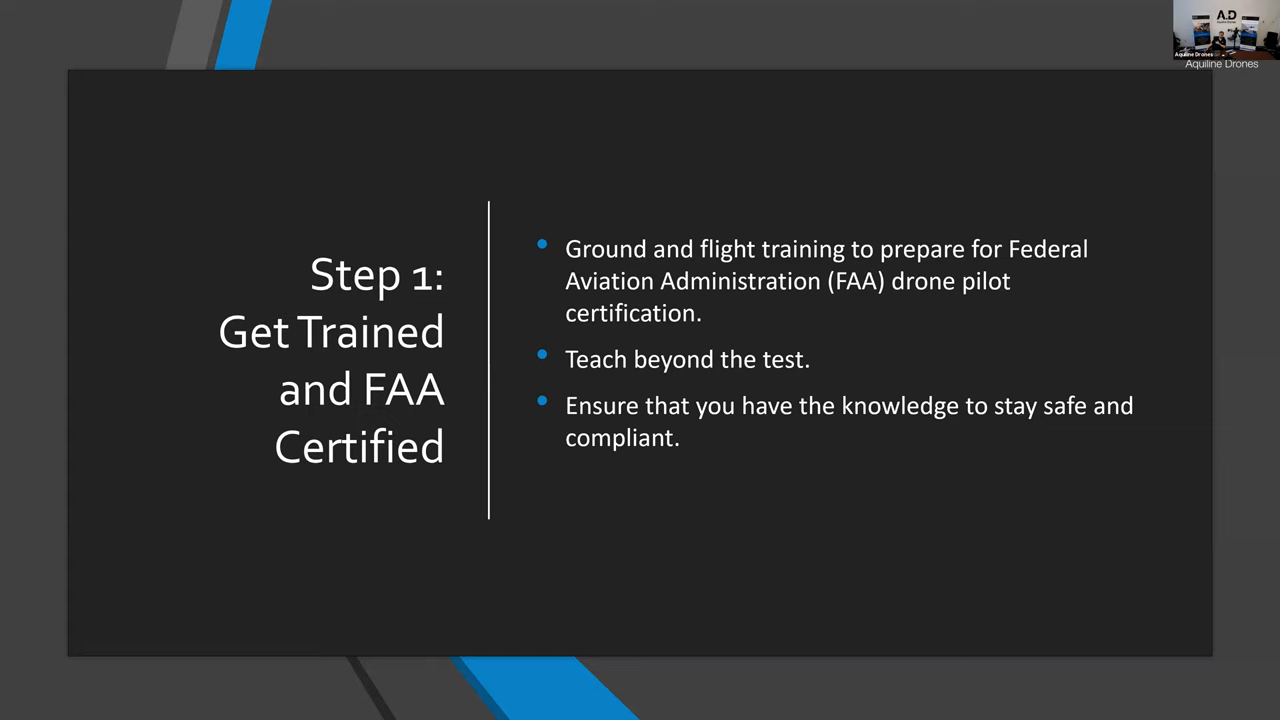 Step 1:
Get Trained
and FAA
Certified
Ground and flight training to prepare for Federal
Aviation Administration (FAA) drone pilot
certification.
Teach beyond the test.
Ensure that you have the knowledge to stay safe and
compliant.
A.D
Aquiline Drones
Aquiline Drones